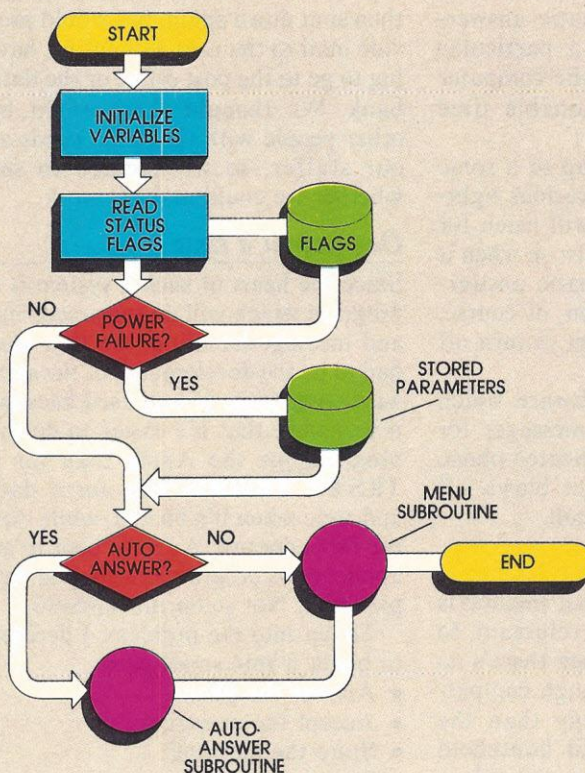 START
INITIALIZE
VARIABLES
READ
STATUS
FLAGS
FLAGS
NO
POWER
FAILURE?
YES
STORED
PARAMETERS
MENU
SUBROUTINE
YES
AUTO
ANSWER?
NO
END
AUTO-
ANSWER
SUBROUTINE